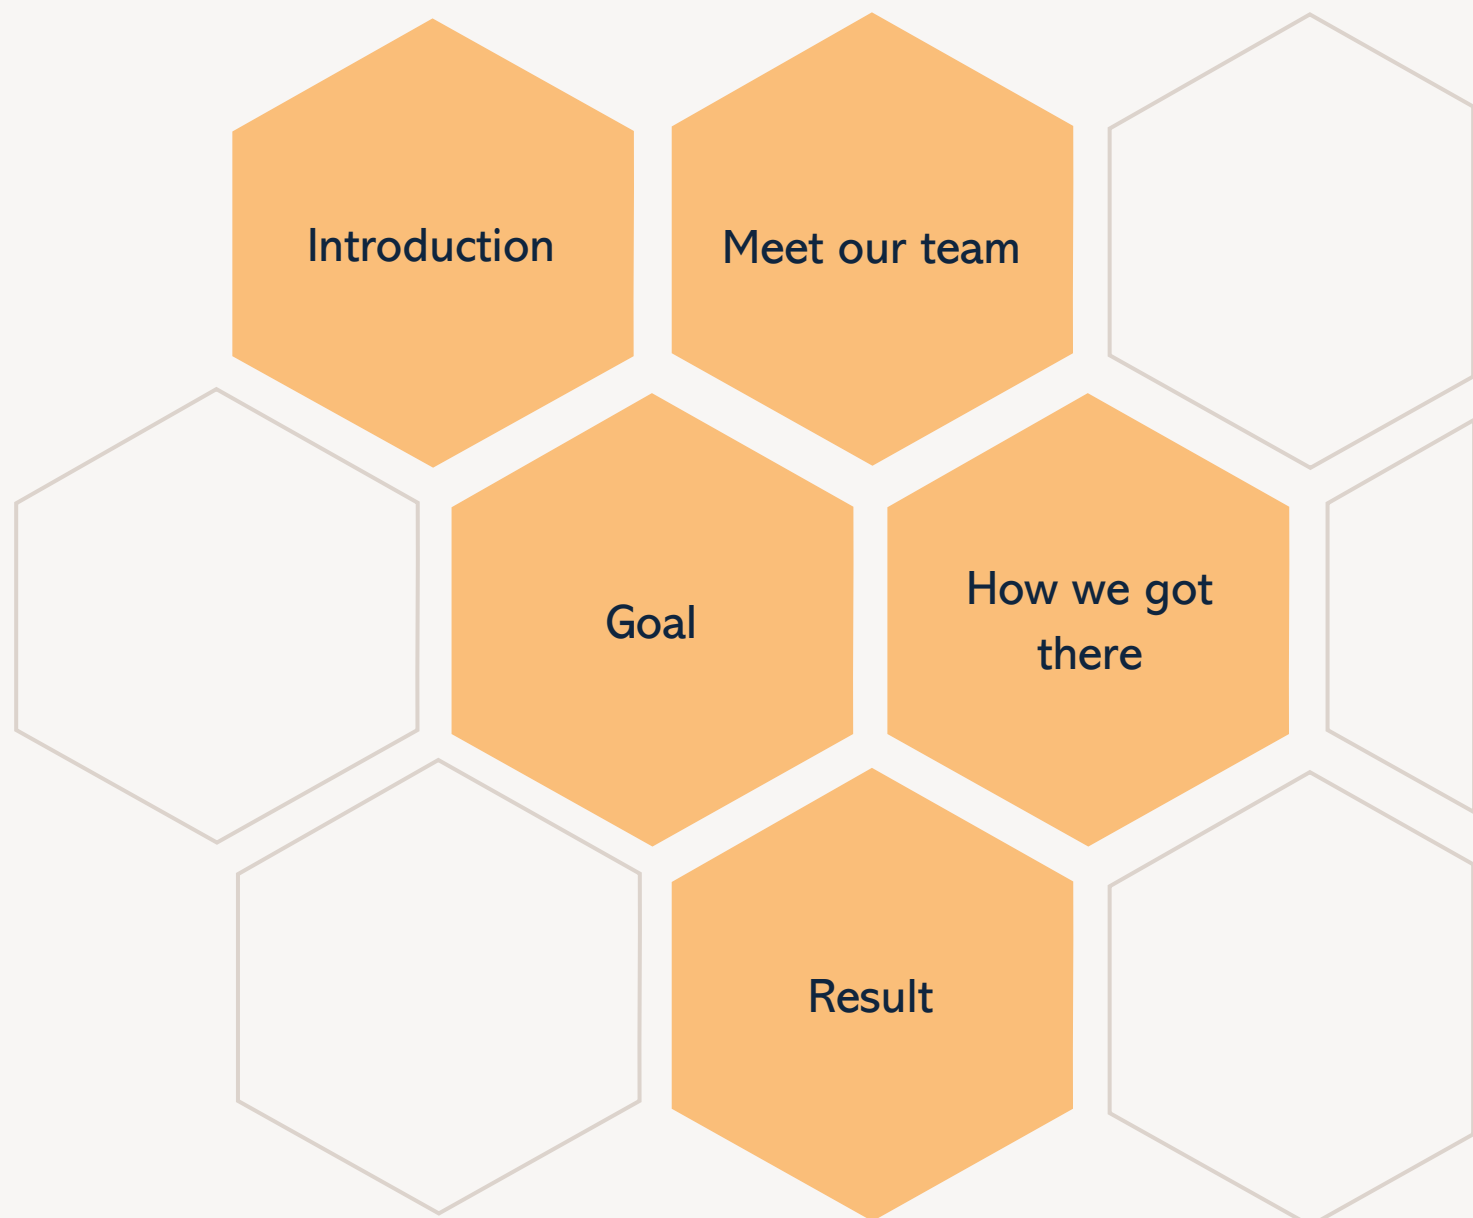 Introduction
Meet our team
Goal
How we got
there
Result